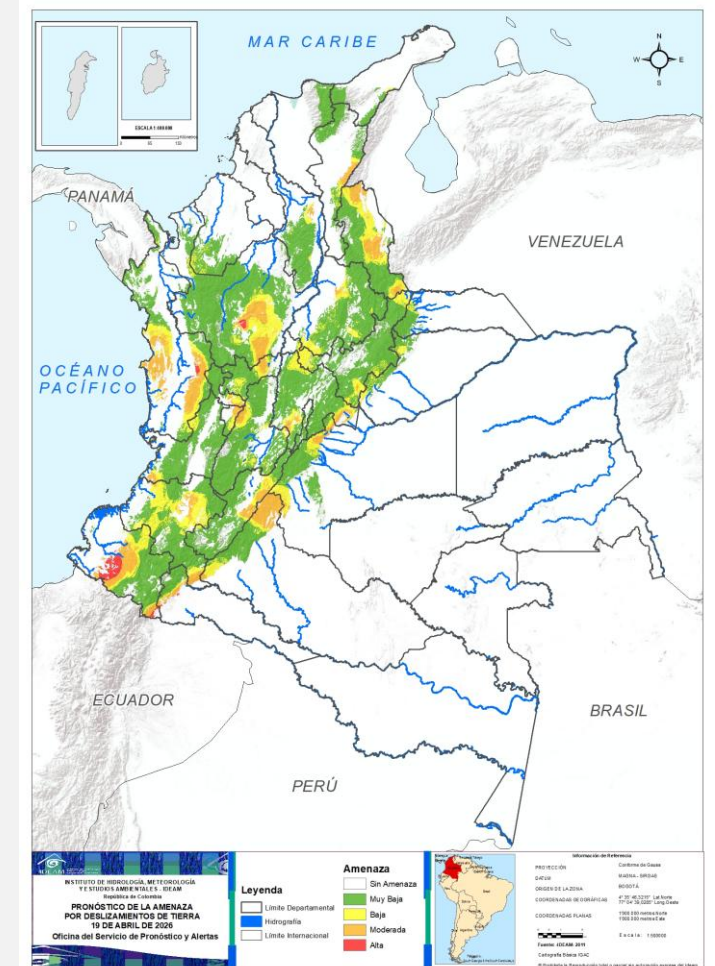 MAR CARIBE
N
W
E
S
PANAMÁ
VENEZUELA
OCÉANO
PACÍFICO
ECUADOR
BRASIL
PERÚ
IDEAM
INSTITUTO DE HIDROLOGÍA, METEOROLOGÍA
Y ESTUDIOS AMBIENTALES - IDEAM
República de Colombia
PRONÓSTICO DE LA AMENAZA
POR DESLIZAMIENTOS DE TIERRA
19 DE ABRIL DE 2026
Oficina del Servicio de Pronóstico y Alertas
Leyenda
Límite Departamental
Hidrografía
Límite Internacional
Amenaza
Sin Amenaza
Muy Baja
Baja
Moderada
Alta
Información de Referencia
PROYECCIÓN
Conforme de Gauss
DATUM
MAGNA - SIRGAS
ORIGEN DE LA ZONA
BOGOTÁ
COORDENADAS GEOGRÁFICAS
COORDENADAS PLANAS
Fuente: IDEAM 2011
Cartografía Básica: IGAC